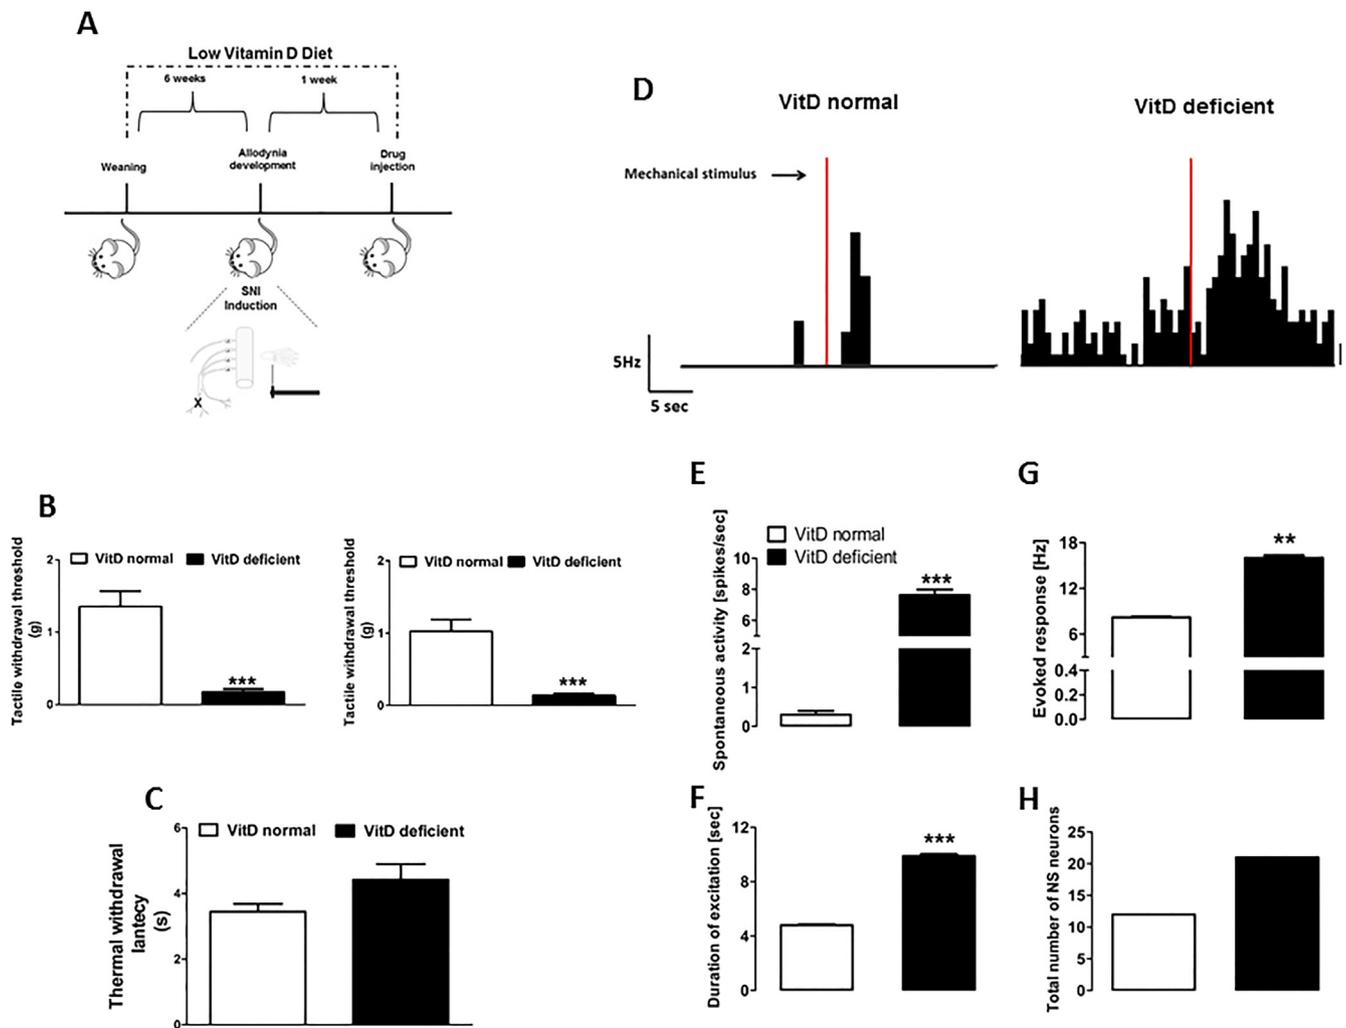 A
Low Vitamin D Diet
6 weeks
1 week
Weaning
Allodynia
development
Drug
injection
SNI
Induction
X
D
VitD normal
VitD deficient
Mechanical stimulus
5Hz
5 sec
B
VitD normal
VitD deficient
Tactile withdrawal threshold
(g)
2
1
0
***
VitD normal
VitD deficient
Tactile withdrawal threshold
(g)
2
1
0
***
C
VitD normal
VitD deficient
Thermal withdrawal
lantecy
(s)
6
4
2
0
E
VitD normal
VitD deficient
Spontaneous activity [spikes/sec]
10
8
6
2
1
0
***
G
Evoked response [Hz]
18
12
6
0.4
0.2
0.0
**
F
Duration of excitation [sec]
12
8
4
0
***
H
Total number of NS neurons
25
20
15
10
5
0